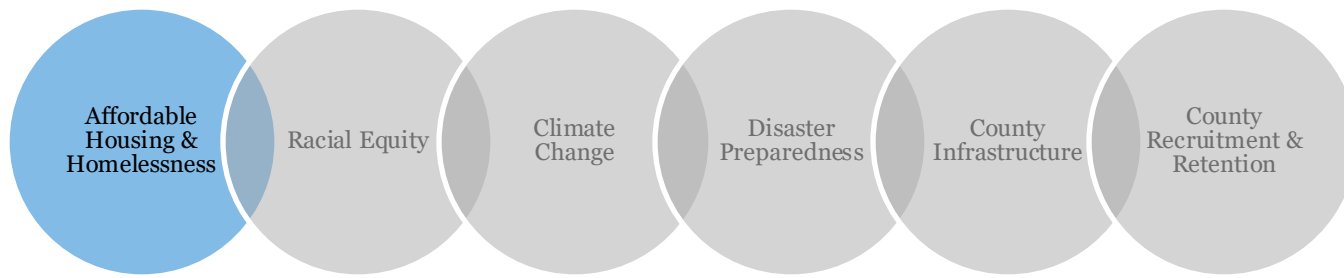 Affordable
Housing &
Homelessness
Racial Equity
Climate
Change
Disaster
Preparedness
County
Infrastructure
County
Recruitment &
Retention